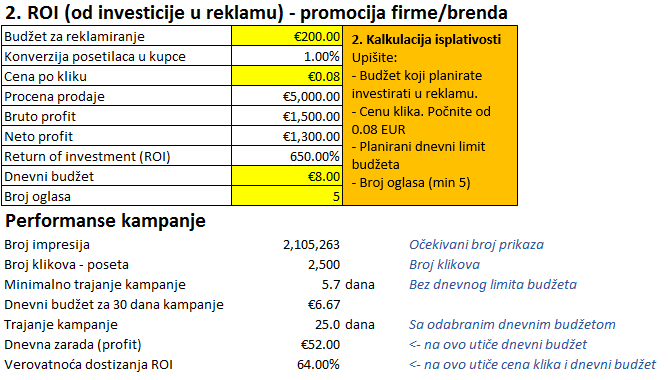 2. ROI (od investicije u reklamu) - promocija firme/brenda
Budžet za reklamiranje €200.00
Konverzija posetilaca u kupce 1.00%
Cena po kliku €0.08
Procena prodaje €5,000.00
Bruto profit €1,500.00
Neto profit €1,300.00
Return of investment (ROI) 650.00%
Dnevni budžet €8.00
Broj oglasa 5
2. Kalkulacija isplativosti
Upišite:
- Budžet koji planirate
investirati u reklamu.
- Cenu klika. Počnite od
0.08 EUR
- Planirani dnevni limit
budžeta
- Broj oglasa (min 5)
Performanse kampanje
Broj impresija 2,105,263 Očekivani broj prikaza
Broj klikova - poseta 2,500 Broj klikova
Minimalno trajanje kampanje 5.7 dana Bez dnevnog limita budžeta
Dnevni budžet za 30 dana kampanje €6.67
Trajanje kampanje 25.0 dana Sa odabranim dnevnim budžetom
Dnevna zarada (profit) €52.00 <- na ovo utiče dnevni budžet
Verovatnoća dostizanja ROI 64.00% <- na ovo utiče cena klika i dnevni budžet